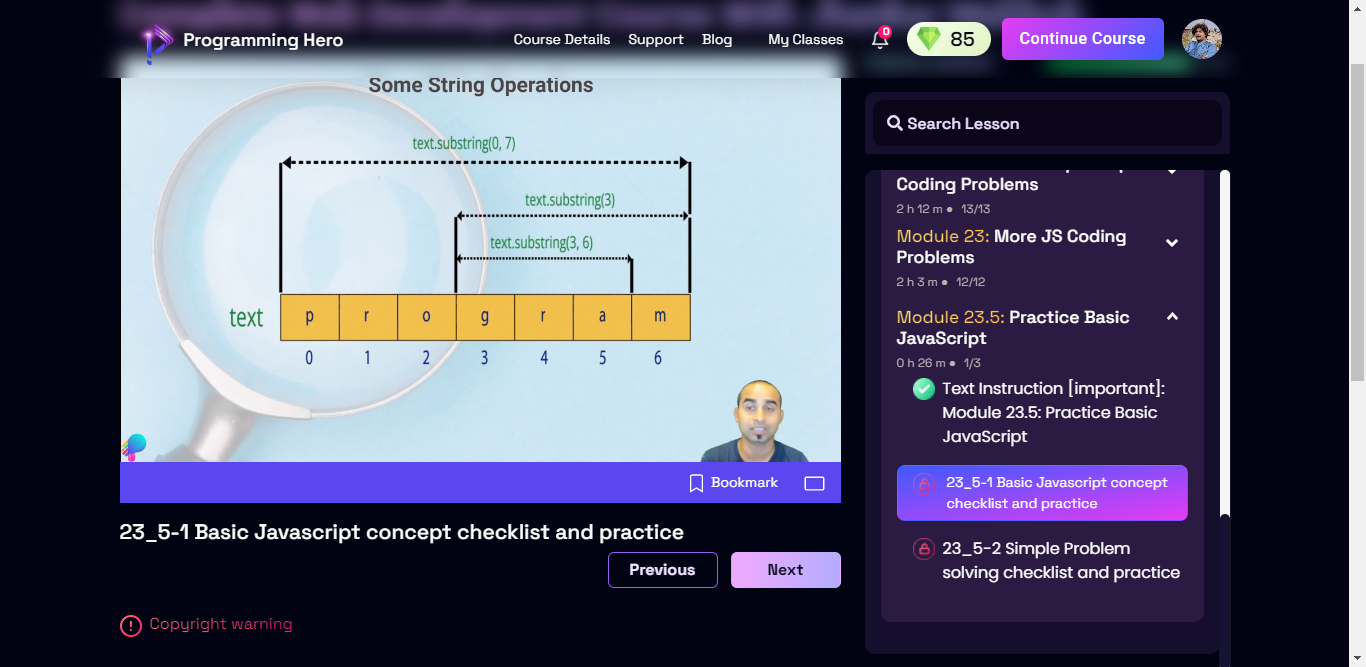 Programming Hero
Course Details
Support
Blog
My Classes
0
85
Continue Course
Some String Operations
text.substring(0, 7)
text.substring(3)
text.substring(3, 6)
text
p r o g r a m
0 1 2 3 4 5 6
Bookmark
23_5-1 Basic Javascript concept checklist and practice
Previous
Next
Copyright warning
Search Lesson
Coding Problems
2 h 12 m ● 13/13
Module 23: More JS Coding
Problems
2 h 3 m ● 12/12
Module 23.5: Practice Basic
JavaScript
0 h 26 m ● 1/3
Text Instruction [important]:
Module 23.5: Practice Basic
JavaScript
23_5-1 Basic Javascript concept
checklist and practice
23_5-2 Simple Problem
solving checklist and practice